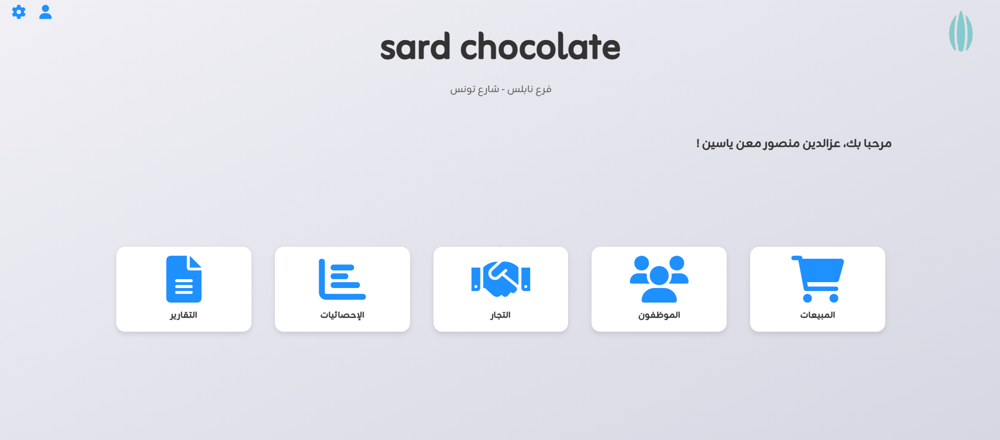 sard chocolate
فرع نابلس - شارع تونس
مرحبا بك، عزالدين منصور معن ياسين !
المبيعات
الموظفون
التجار
الإحصائيات
التقارير